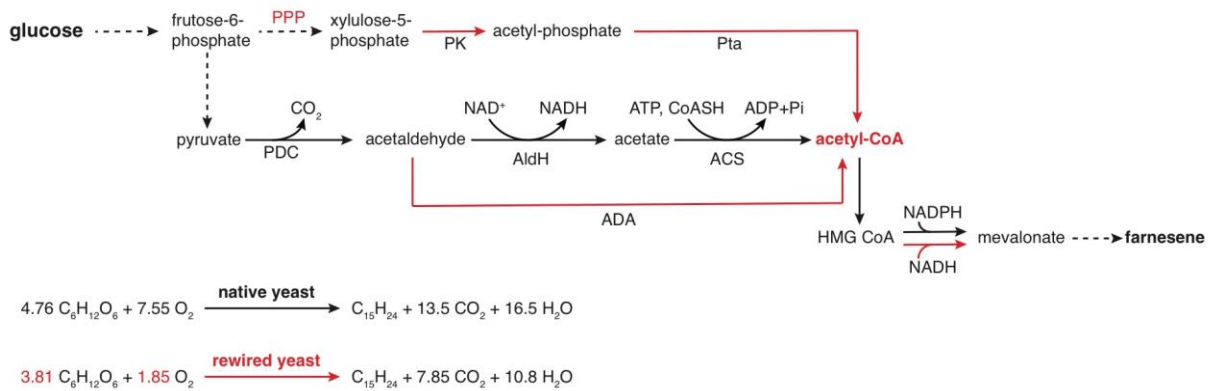 glucose
frutose-6-
phosphate
PPP
xylulose-5-
phosphate
PK
acetyl-phosphate
Pta
pyruvate
CO₂
PDC
acetaldehyde
NAD⁺ NADH
AldH
acetate
ATP, CoASH ADP+Pi
ACS
acetyl-CoA
ADA
HMG CoA
NADPH
NADH
mevalonate
farnesene
4.76 C₆H₁₂O₆ + 7.55 O₂ native yeast C₁₅H₂₄ + 13.5 CO₂ + 16.5 H₂O
3.81 C₆H₁₂O₆ + 1.85 O₂ rewired yeast C₁₅H₂₄ + 7.85 CO₂ + 10.8 H₂O